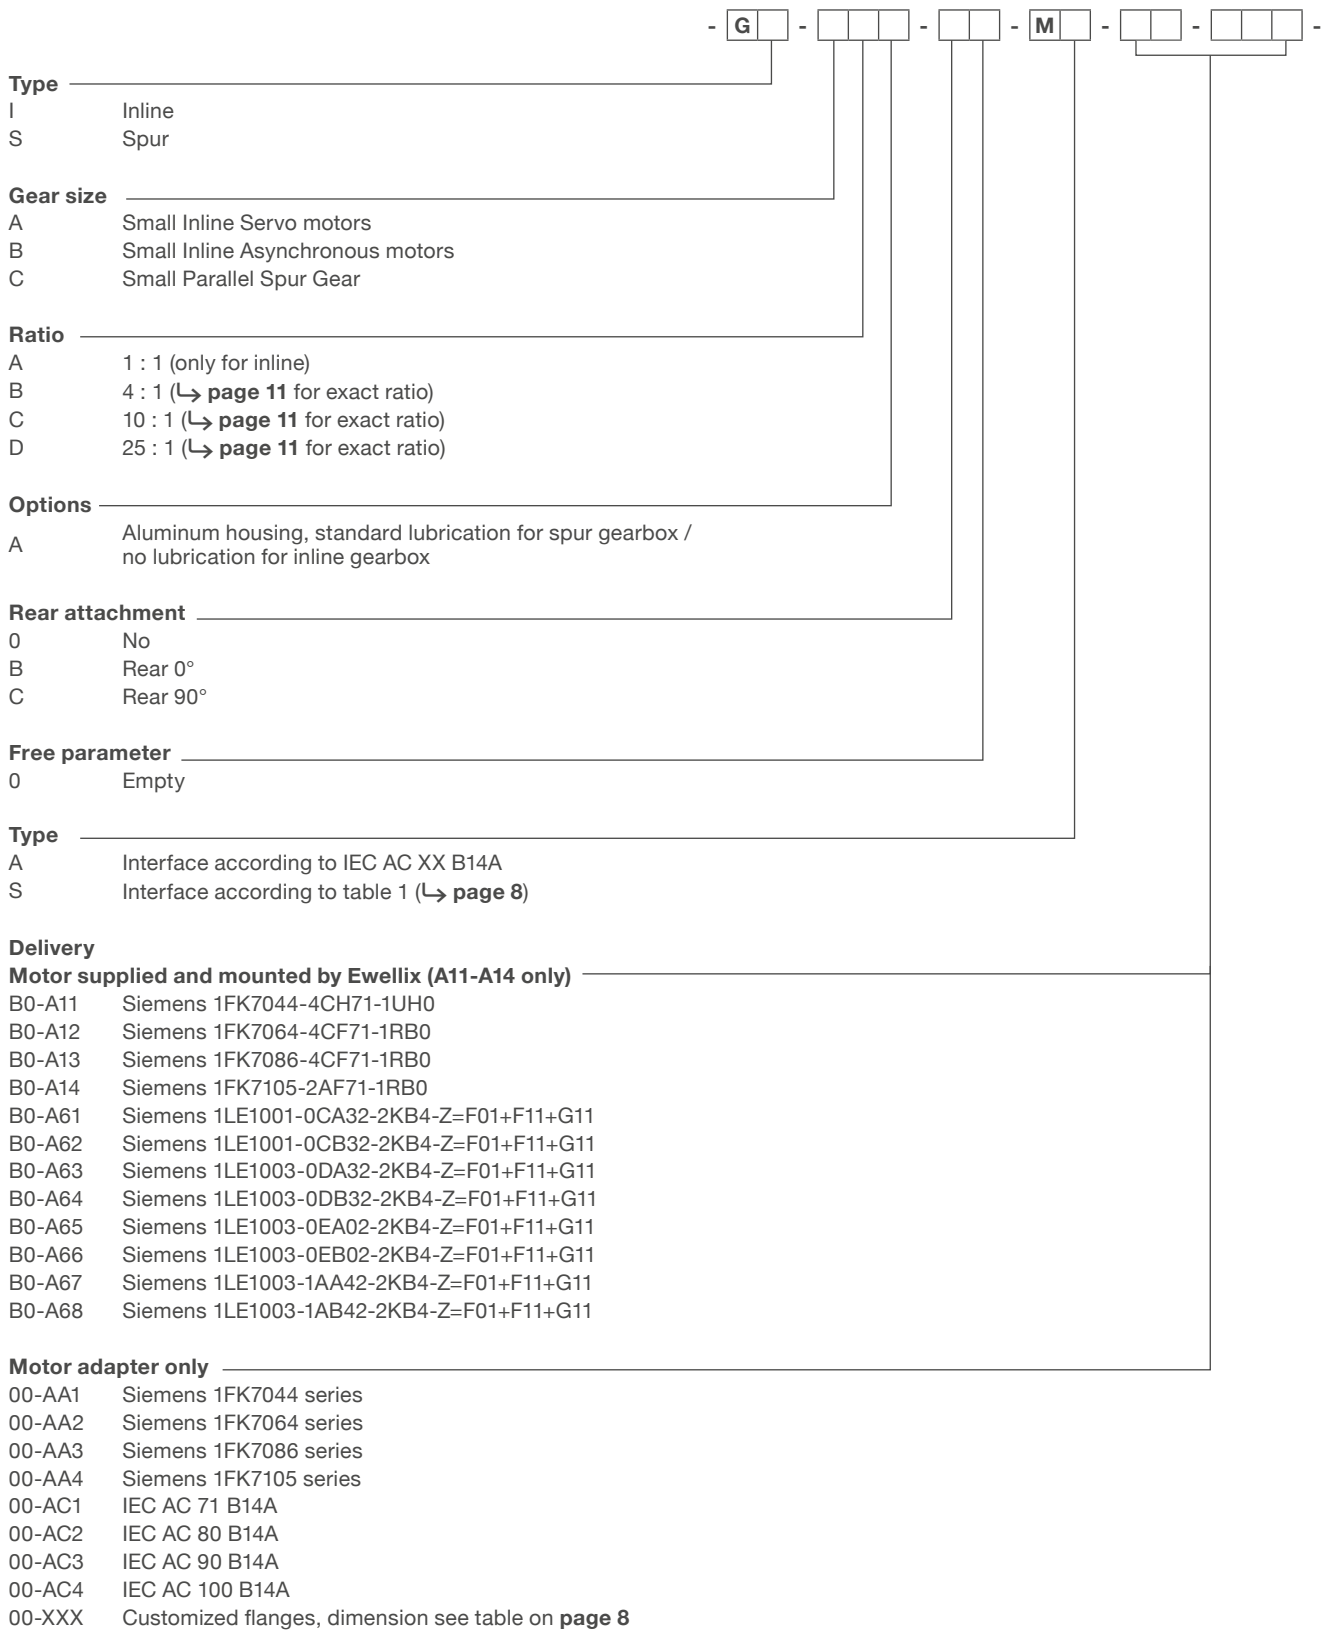 - G - - - M - - -
Type
I Inline
S Spur
Gear size
A Small Inline Servo motors
B Small Inline Asynchronous motors
C Small Parallel Spur Gear
Ratio
A 1 : 1 (only for inline)
B 4 : 1 (↳ page 11 for exact ratio)
C 10 : 1 (↳ page 11 for exact ratio)
D 25 : 1 (↳ page 11 for exact ratio)
Options
A Aluminum housing, standard lubrication for spur gearbox /
no lubrication for inline gearbox
Rear attachment
0 No
B Rear 0°
C Rear 90°
Free parameter
0 Empty
Type
A Interface according to IEC AC XX B14A
S Interface according to table 1 (↳ page 8)
Delivery
Motor supplied and mounted by Ewellix (A11-A14 only)
B0-A11 Siemens 1FK7044-4CH71-1UH0
B0-A12 Siemens 1FK7064-4CF71-1RB0
B0-A13 Siemens 1FK7086-4CF71-1RB0
B0-A14 Siemens 1FK7105-2AF71-1RB0
B0-A61 Siemens 1LE1001-0CA32-2KB4-Z=F01+F11+G11
B0-A62 Siemens 1LE1001-0CB32-2KB4-Z=F01+F11+G11
B0-A63 Siemens 1LE1003-0DA32-2KB4-Z=F01+F11+G11
B0-A64 Siemens 1LE1003-0DB32-2KB4-Z=F01+F11+G11
B0-A65 Siemens 1LE1003-0EA02-2KB4-Z=F01+F11+G11
B0-A66 Siemens 1LE1003-0EB02-2KB4-Z=F01+F11+G11
B0-A67 Siemens 1LE1003-1AA42-2KB4-Z=F01+F11+G11
B0-A68 Siemens 1LE1003-1AB42-2KB4-Z=F01+F11+G11
Motor adapter only
00-AA1 Siemens 1FK7044 series
00-AA2 Siemens 1FK7064 series
00-AA3 Siemens 1FK7086 series
00-AA4 Siemens 1FK7105 series
00-AC1 IEC AC 71 B14A
00-AC2 IEC AC 80 B14A
00-AC3 IEC AC 90 B14A
00-AC4 IEC AC 100 B14A
00-XXX Customized flanges, dimension see table on page 8